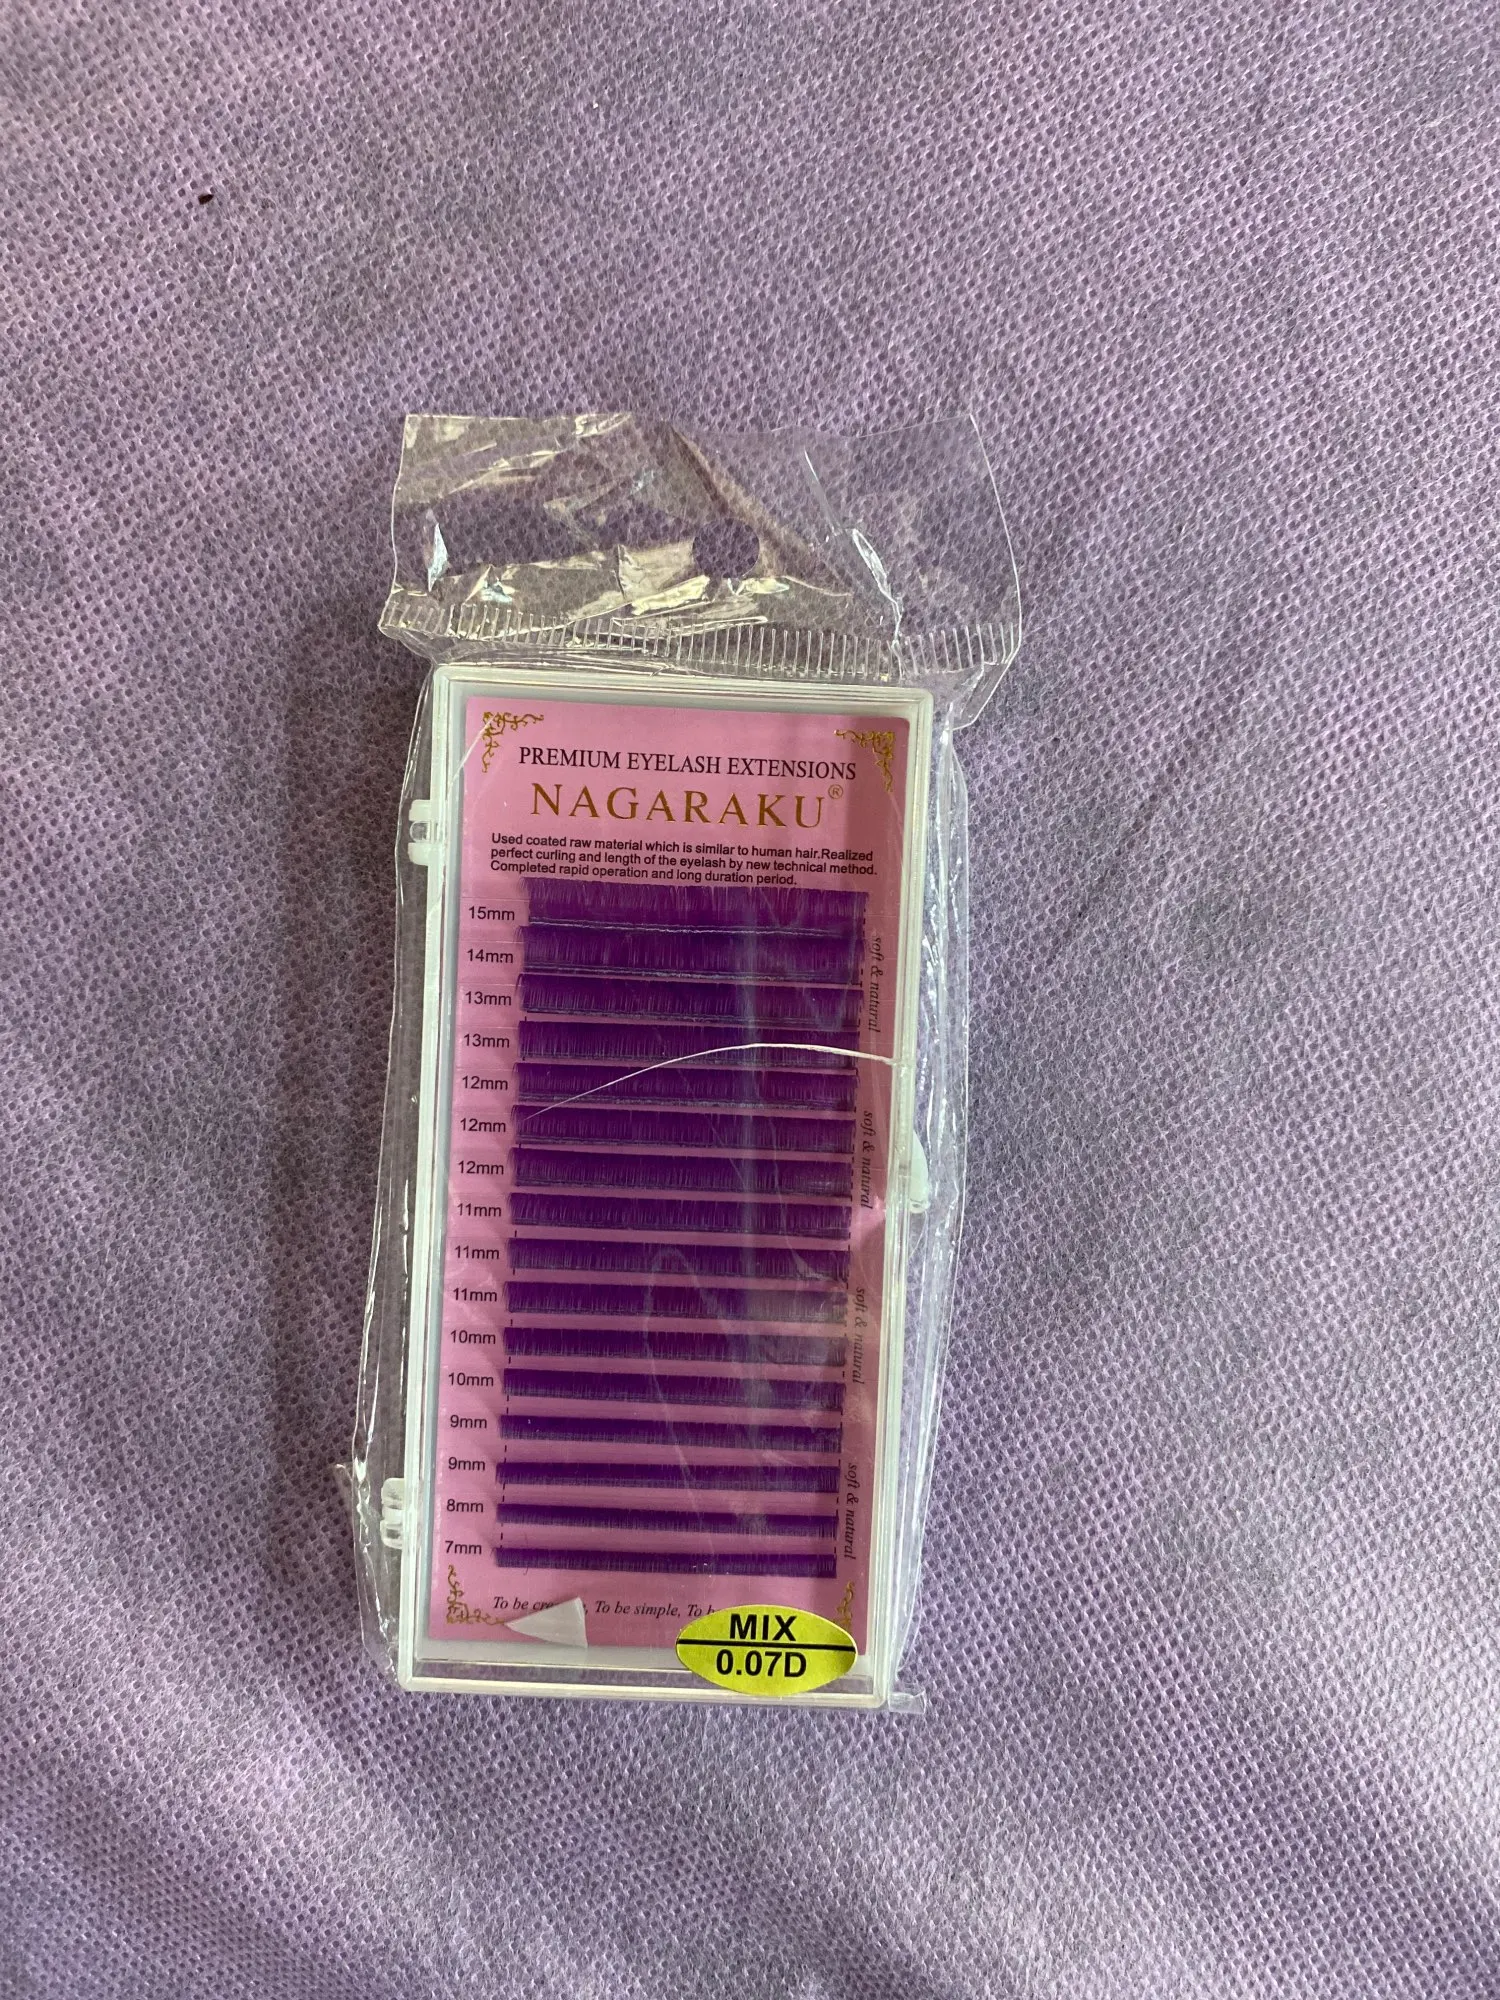 PREMIUM EYELASH EXTENSIONS
NAGARAKU®
Used coated raw material which is similar to human hair.Realized
perfect curling and length of the eyelash by new technical method.
Completed rapid operation and long duration period.
15mm
14mm
13mm
13mm
12mm
12mm
12mm
11mm
11mm
11mm
10mm
10mm
9mm
9mm
8mm
7mm
soft & natural
soft & natural
soft & natural
soft & natural
To be , To be simple, To
MIX
0.07D